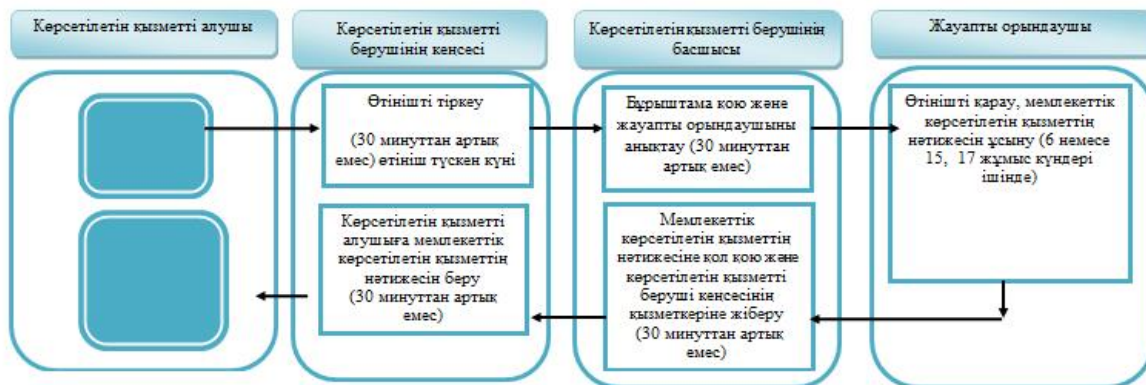 Көрсетілетін қызметті алушы
Көрсетілетін қызметті
берушінің кеңсесі
Көрсетілетін қызметті берушінің
басшысы
Жауапты орындаушы
Өтінішті тіркеу
(30 минуттан артық
емес) өтініш түскен күні
Бұрыштама қою және
жауапты орындаушыны
анықтау (30 минуттан
артық емес)
Өтінішті қарау, мемлекеттік
көрсетілетін қызметтің
нәтижесін ұсыну (6 немесе
15, 17 жұмыс күндері
ішінде)
Көрсетілетін қызметті
алушыға мемлекеттік
көрсетілетін қызметтің
нәтижесін беру
(30 минуттан артық
емес)
Мемлекеттік
көрсетілетін қызметтің
нәтижесіне қол қою және
көрсетілетін қызметті
беруші кеңсесінің
қызметкеріне жіберу
(30 минуттан артық
емес)